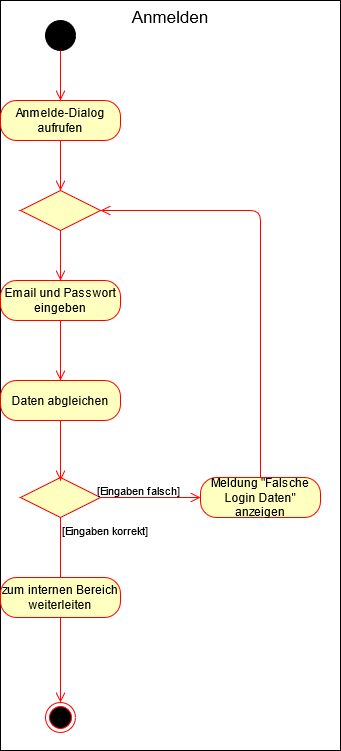 Anmelden
Anmelde-Dialog
aufrufen
Email und Passwort
eingeben
Daten abgleichen
[Eingaben falsch]
Meldung "Falsche
Login Daten"
anzeigen
[Eingaben korrekt]
zum internen Bereich
weiterleiten